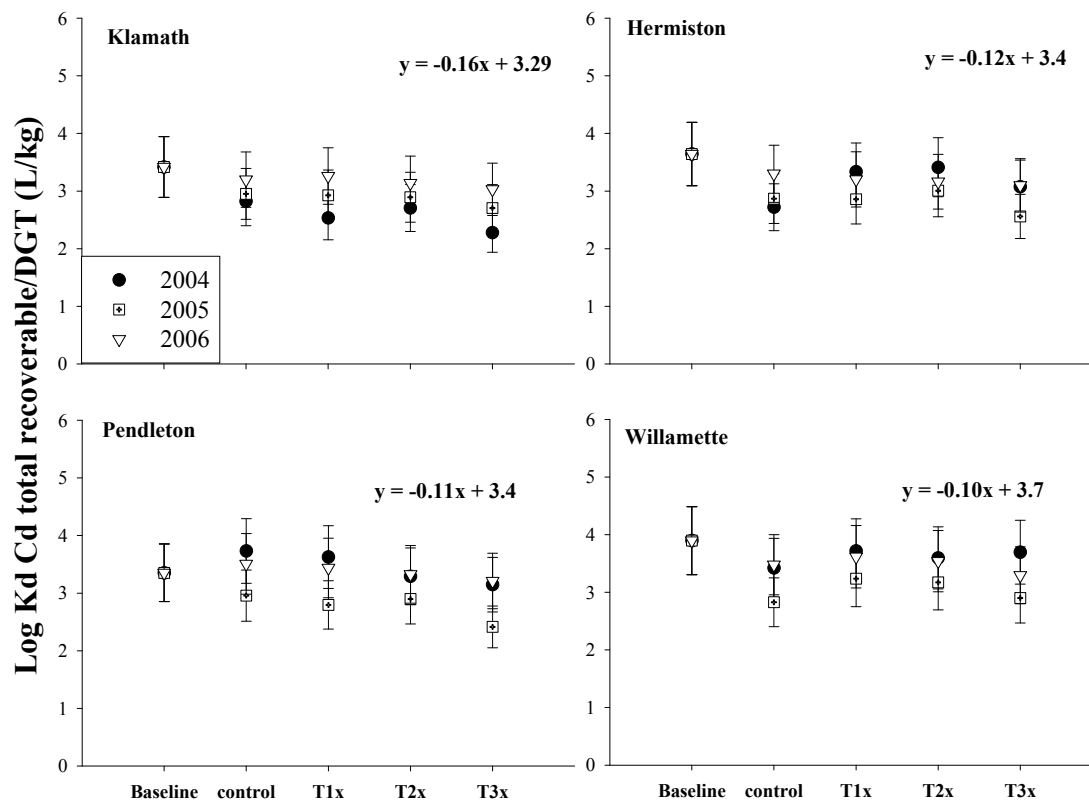 Log Kd Cd total recoverable/DGT (L/kg)
Klamath
y = -0.16x + 3.29
6
5
4
3
2
1
0
2004
2005
2006
Hermiston
y = -0.12x + 3.4
6
5
4
3
2
1
0
Pendleton
y = -0.11x + 3.4
6
5
4
3
2
1
0
Baseline control T1x T2x T3x
Willamette
y = -0.10x + 3.7
6
5
4
3
2
1
0
Baseline control T1x T2x T3x